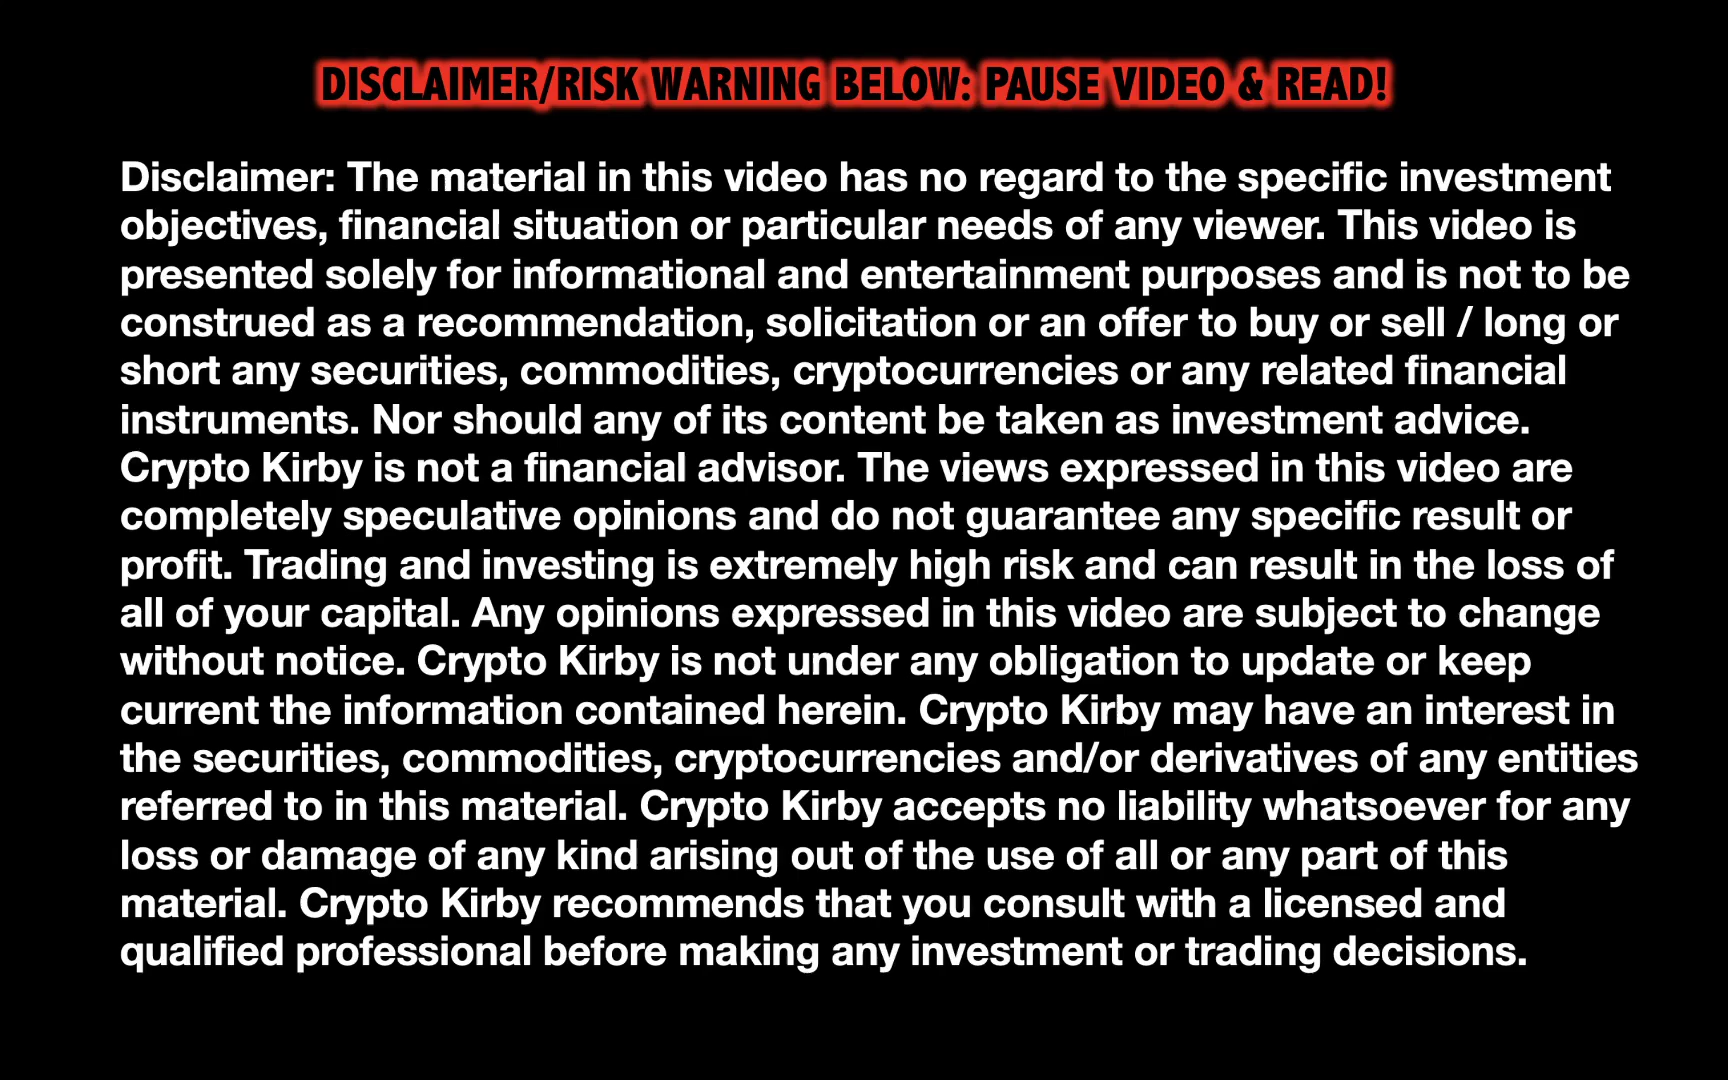 DISCLAIMER/RISK WARNING BELOW: PAUSE VIDEO & READ!
Disclaimer: The material in this video has no regard to the specific investment
objectives, financial situation or particular needs of any viewer. This video is
presented solely for informational and entertainment purposes and is not to be
construed as a recommendation, solicitation or an offer to buy or sell / long or
short any securities, commodities, cryptocurrencies or any related financial
instruments. Nor should any of its content be taken as investment advice.
Crypto Kirby is not a financial advisor. The views expressed in this video are
completely speculative opinions and do not guarantee any specific result or
profit. Trading and investing is extremely high risk and can result in the loss of
all of your capital. Any opinions expressed in this video are subject to change
without notice. Crypto Kirby is not under any obligation to update or keep
current the information contained herein. Crypto Kirby may have an interest in
the securities, commodities, cryptocurrencies and/or derivatives of any entities
referred to in this material. Crypto Kirby accepts no liability whatsoever for any
loss or damage of any kind arising out of the use of all or any part of this
material. Crypto Kirby recommends that you consult with a licensed and
qualified professional before making any investment or trading decisions.